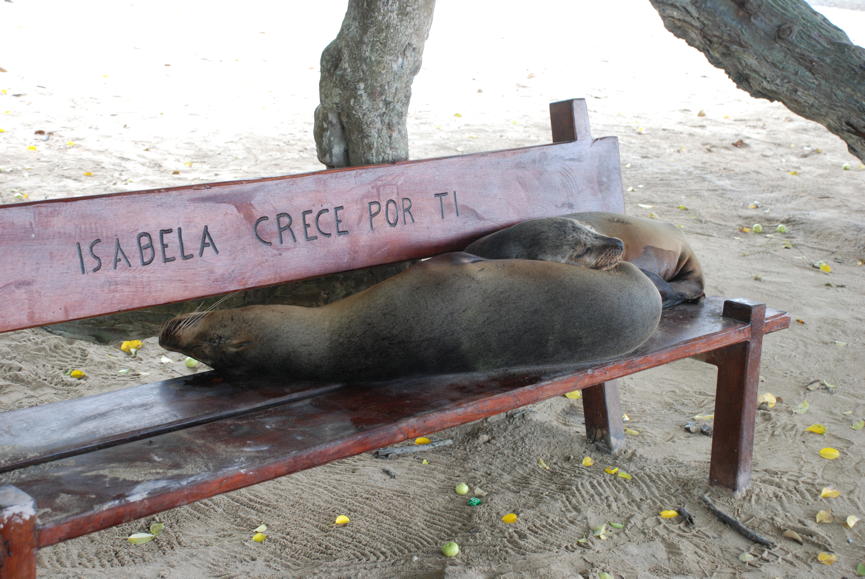 ISABELA CRECE POR TI